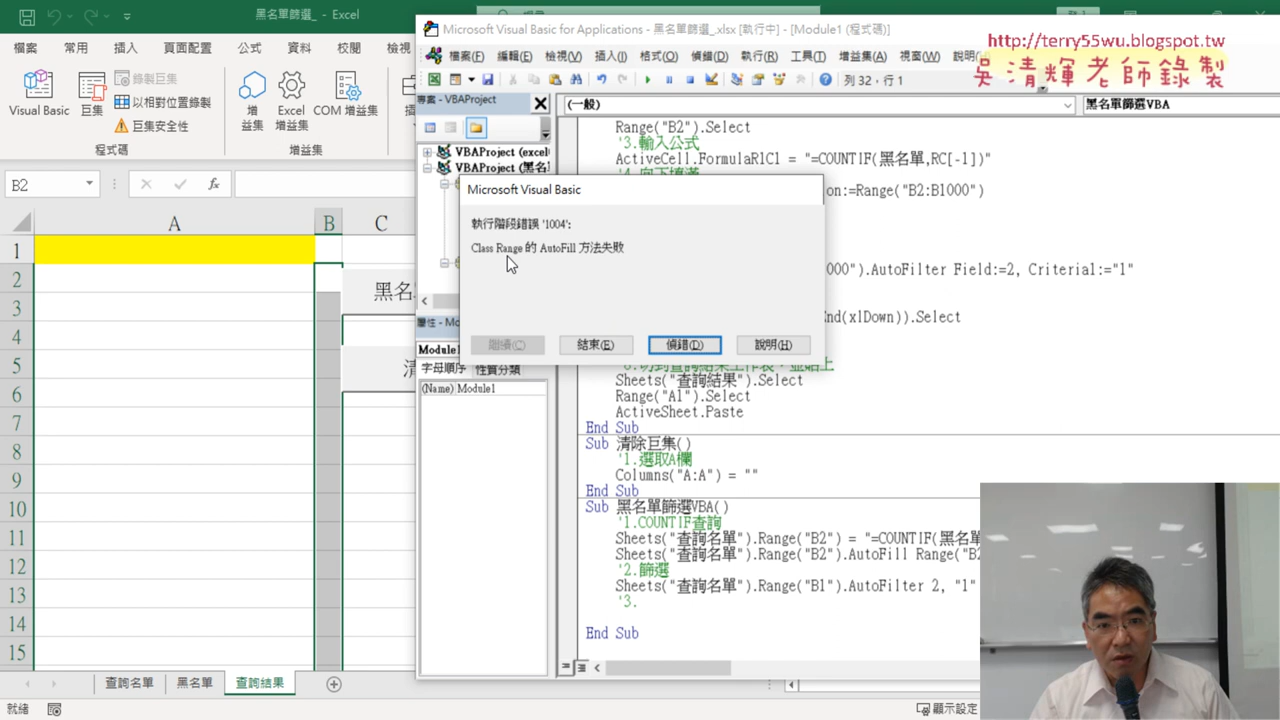 黑名單篩選_ - Excel
檔案 常用 插入 頁面配置 公式 資料 校閱 檢視
Visual Basic
巨集
錄製巨集
以相對位置錄製
巨集安全性
程式碼
增益集
Excel 增益集
COM 增益集
增益集
B2
fx
A B C
1
2
3
4
5
6
7
8
9
10
11
12
13
14
15
黑名
清
查詢名單 黑名單 查詢結果
就緒
顯示設定
Microsoft Visual Basic for Applications - 黑名單篩選_.xlsx [執行中] - [Module1 (程式碼)]
檔案(F) 編輯(E) 檢視(V) 插入(I) 格式(O) 偵錯(D) 執行(R) 工具(T) 增益集(A) 視窗(W) 說明
列 32，行 1
http://terry55wu.blogspot.tw
吳清輝老師錄製
專案 - VBAProject
VBAProject (excel
VBAProject (黑名
屬性 - Mo
Module1
字母順序 性質分類
(Name) Module1
(一般)
黑名單篩選VBA
Range("B2").Select
'3.輸入公式
ActiveCell.FormulaR1C1 = "=COUNTIF(黑名單,RC[-1])"
on:=Range("B2:B1000")
000").AutoFilter Field:=2, Criteria1:="1"
End(xlDown)).Select
Microsoft Visual Basic
執行階段錯誤 '1004':
Class Range 的 AutoFill 方法失敗
繼續(C) 結束(E) 偵錯(D) 說明(H)
Sheets("查詢結果").Select
Range("A1").Select
ActiveSheet.Paste
End Sub
Sub 清除巨集()
'1.選取A欄
Columns("A:A") = ""
End Sub
Sub 黑名單篩選VBA()
'1.COUNTIF查詢
Sheets("查詢名單").Range("B2") = "=COUNTIF(黑名單
Sheets("查詢名單").Range("B2").AutoFill Range("B2
'2.篩選
Sheets("查詢名單").Range("B1").AutoFilter 2, "1"
'3.
End Sub